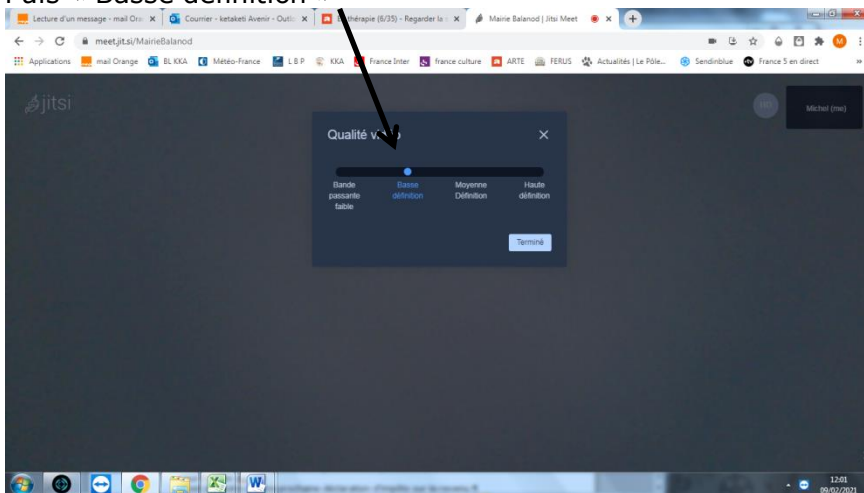 Puis « Basse définition »
Lecture d'un message - mail Ora
Courrier - ketaketi Avenir - Outlo
thérapie (6/35) - Regarder la s
Mairie Balanod | Jitsi Meet
meet.jit.si/MairieBalanod
Applications
mail Orange
BL KKA
Météo-France
L B P
KKA
France Inter
france culture
ARTE
FERUS
Actualités | Le Pôle...
Sendinblue
France 5 en direct
»
jitsi
Michel (me)
Qualité
Bande passante faible
Basse définition
Moyenne Définition
Haute définition
Terminé
12:01
09/02/2021